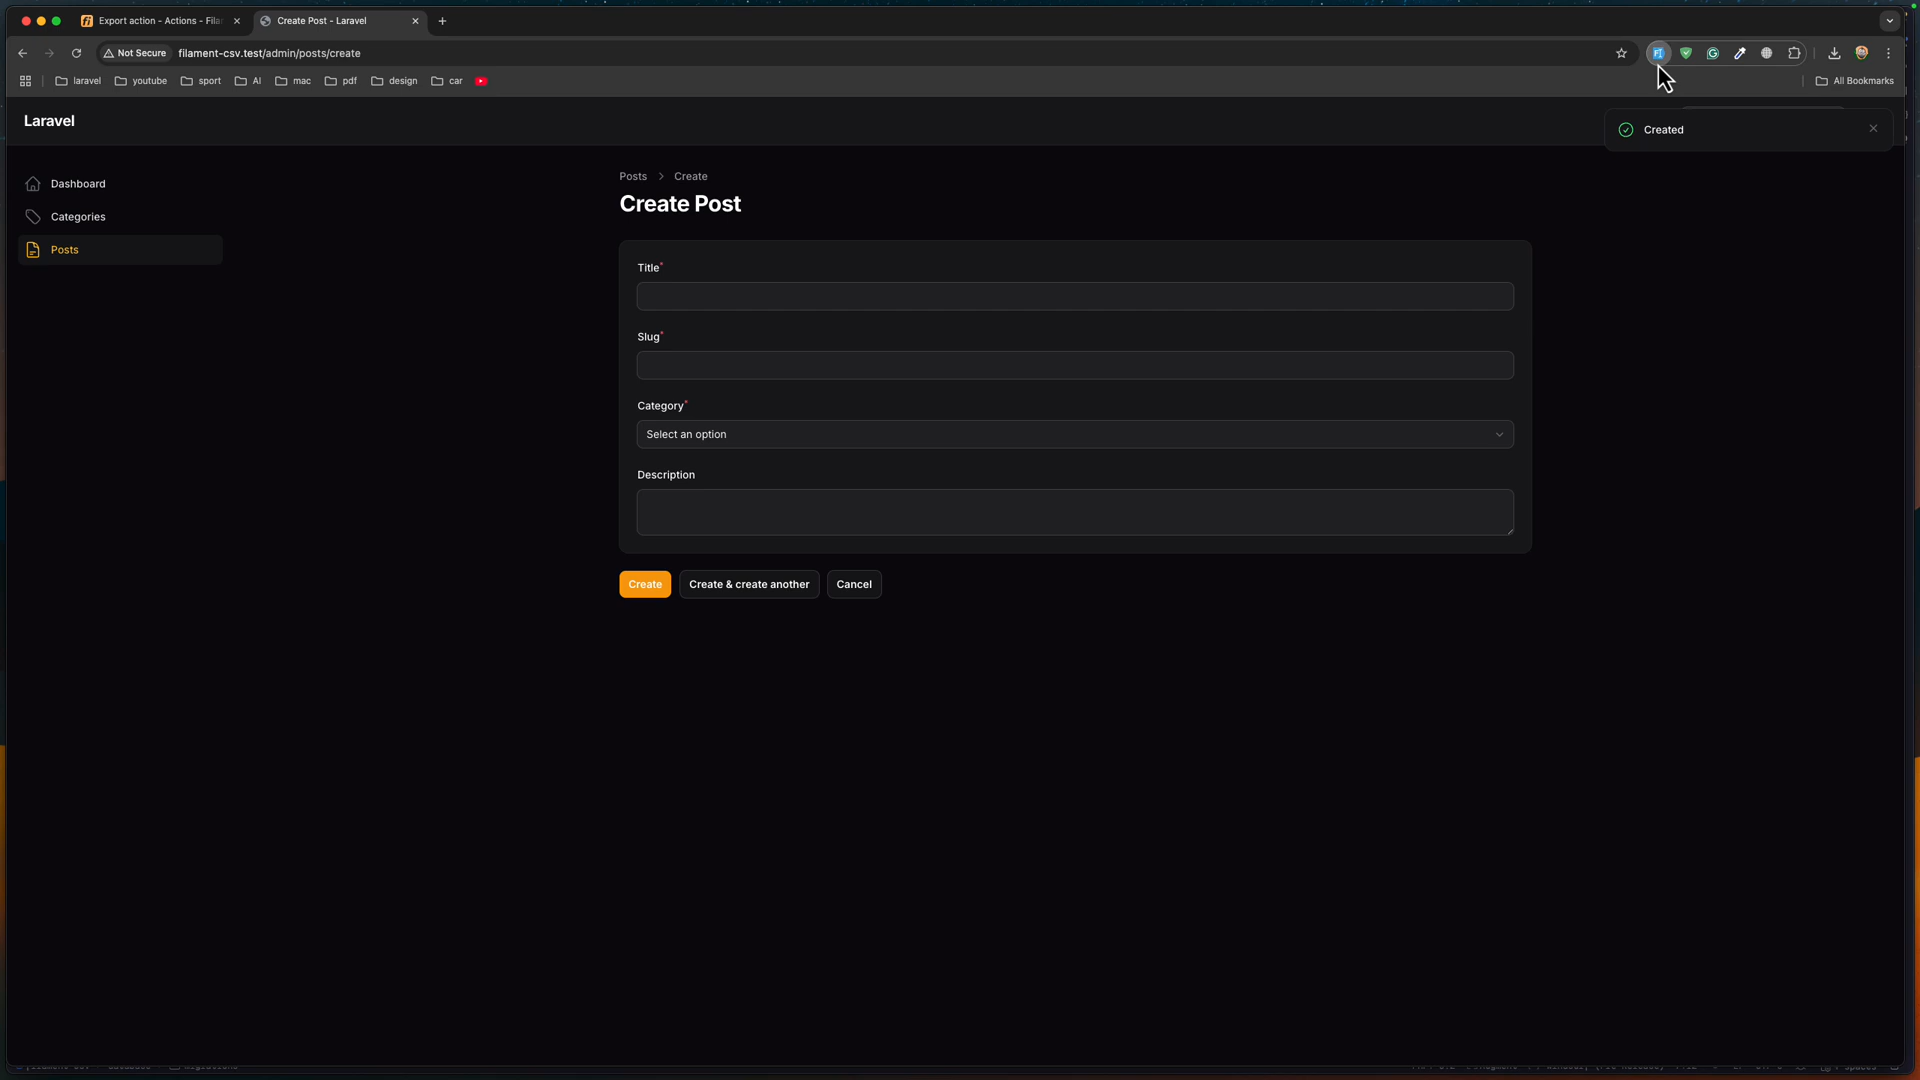 Export action - Actions - Fila
Create Post - Laravel
Not Secure
filament-csv.test/admin/posts/create
laravel
youtube
sport
AI
mac
pdf
design
car
All Bookmarks
Laravel
Created
Dashboard
Categories
Posts
Posts
Create
Create Post
Title*
Slug*
Category*
Select an option
Description
Create
Create & create another
Cancel